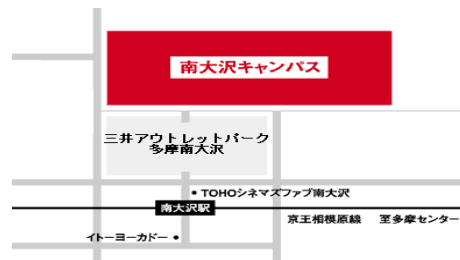 南大沢キャンパス
三井アウトレットパーク
多摩南大沢
• TOHOシネマズファブ南大沢
南大沢駅
京王相模原線　至多摩センター
イトーヨーカドー •